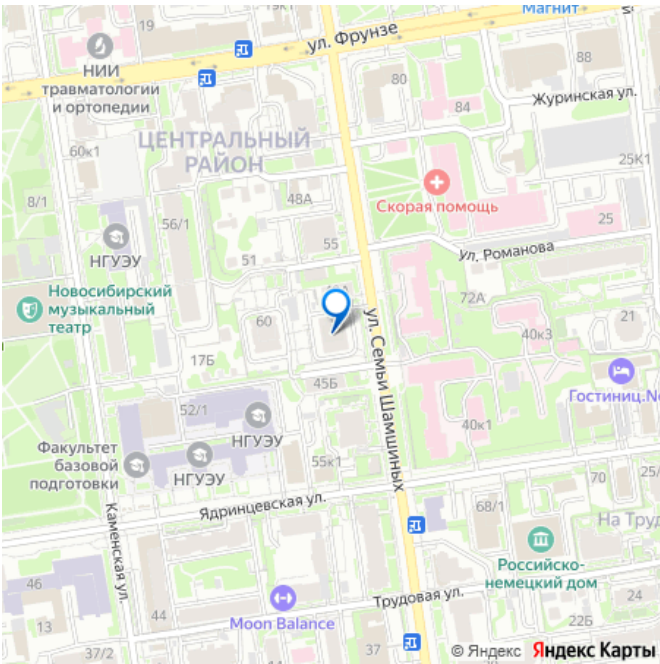 Магнит
19к1
19
ул. Фрунзе
НИИ
травматологии
и ортопедии
80
88
84
Журинская ул.
ЦЕНТРАЛЬНЫЙ
РАЙОН
60к1
25К1
8/1
48А
Скорая помощь
56/1
25
55
НГУЭУ
51
ул. Романова
Новосибирский
музыкальный
театр
72А
60
21
40к3
17Б
ул. Семьи Шамшиных
45Б
Гостиниц.No
52/1
НГУЭУ
40к1
Факультет
базовой
подготовки
НГУЭУ
55к1
Каменская ул.
Ядринцевская ул.
70
25/
68/1
На Труд
Российско-
немецкий дом
46
44
Трудовая ул.
24
13
Moon Balance
22Б
37/2
37
© Яндекс Яндекс Карты